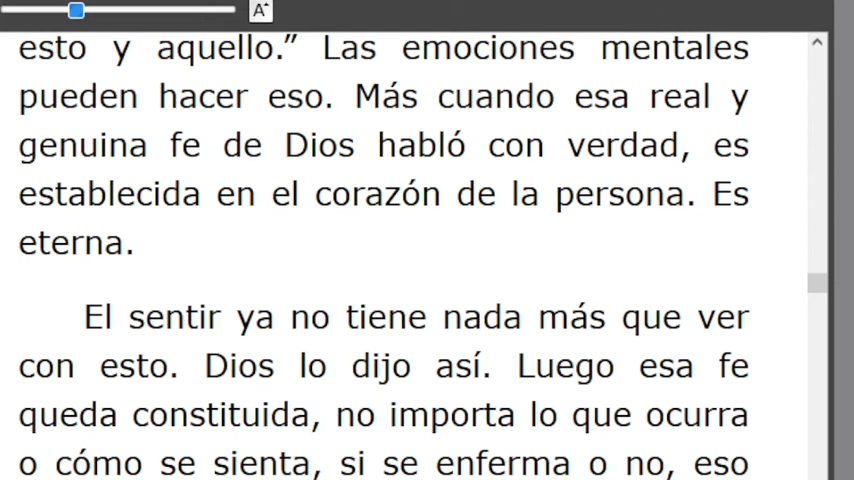 A
esto y aquello.” Las emociones mentales
pueden hacer eso. Más cuando esa real y
genuina fe de Dios habló con verdad, es
establecida en el corazón de la persona. Es
eterna.
El sentir ya no tiene nada más que ver
con esto. Dios lo dijo así. Luego esa fe
queda constituida, no importa lo que ocurra
o cómo se sienta, si se enferma o no, eso